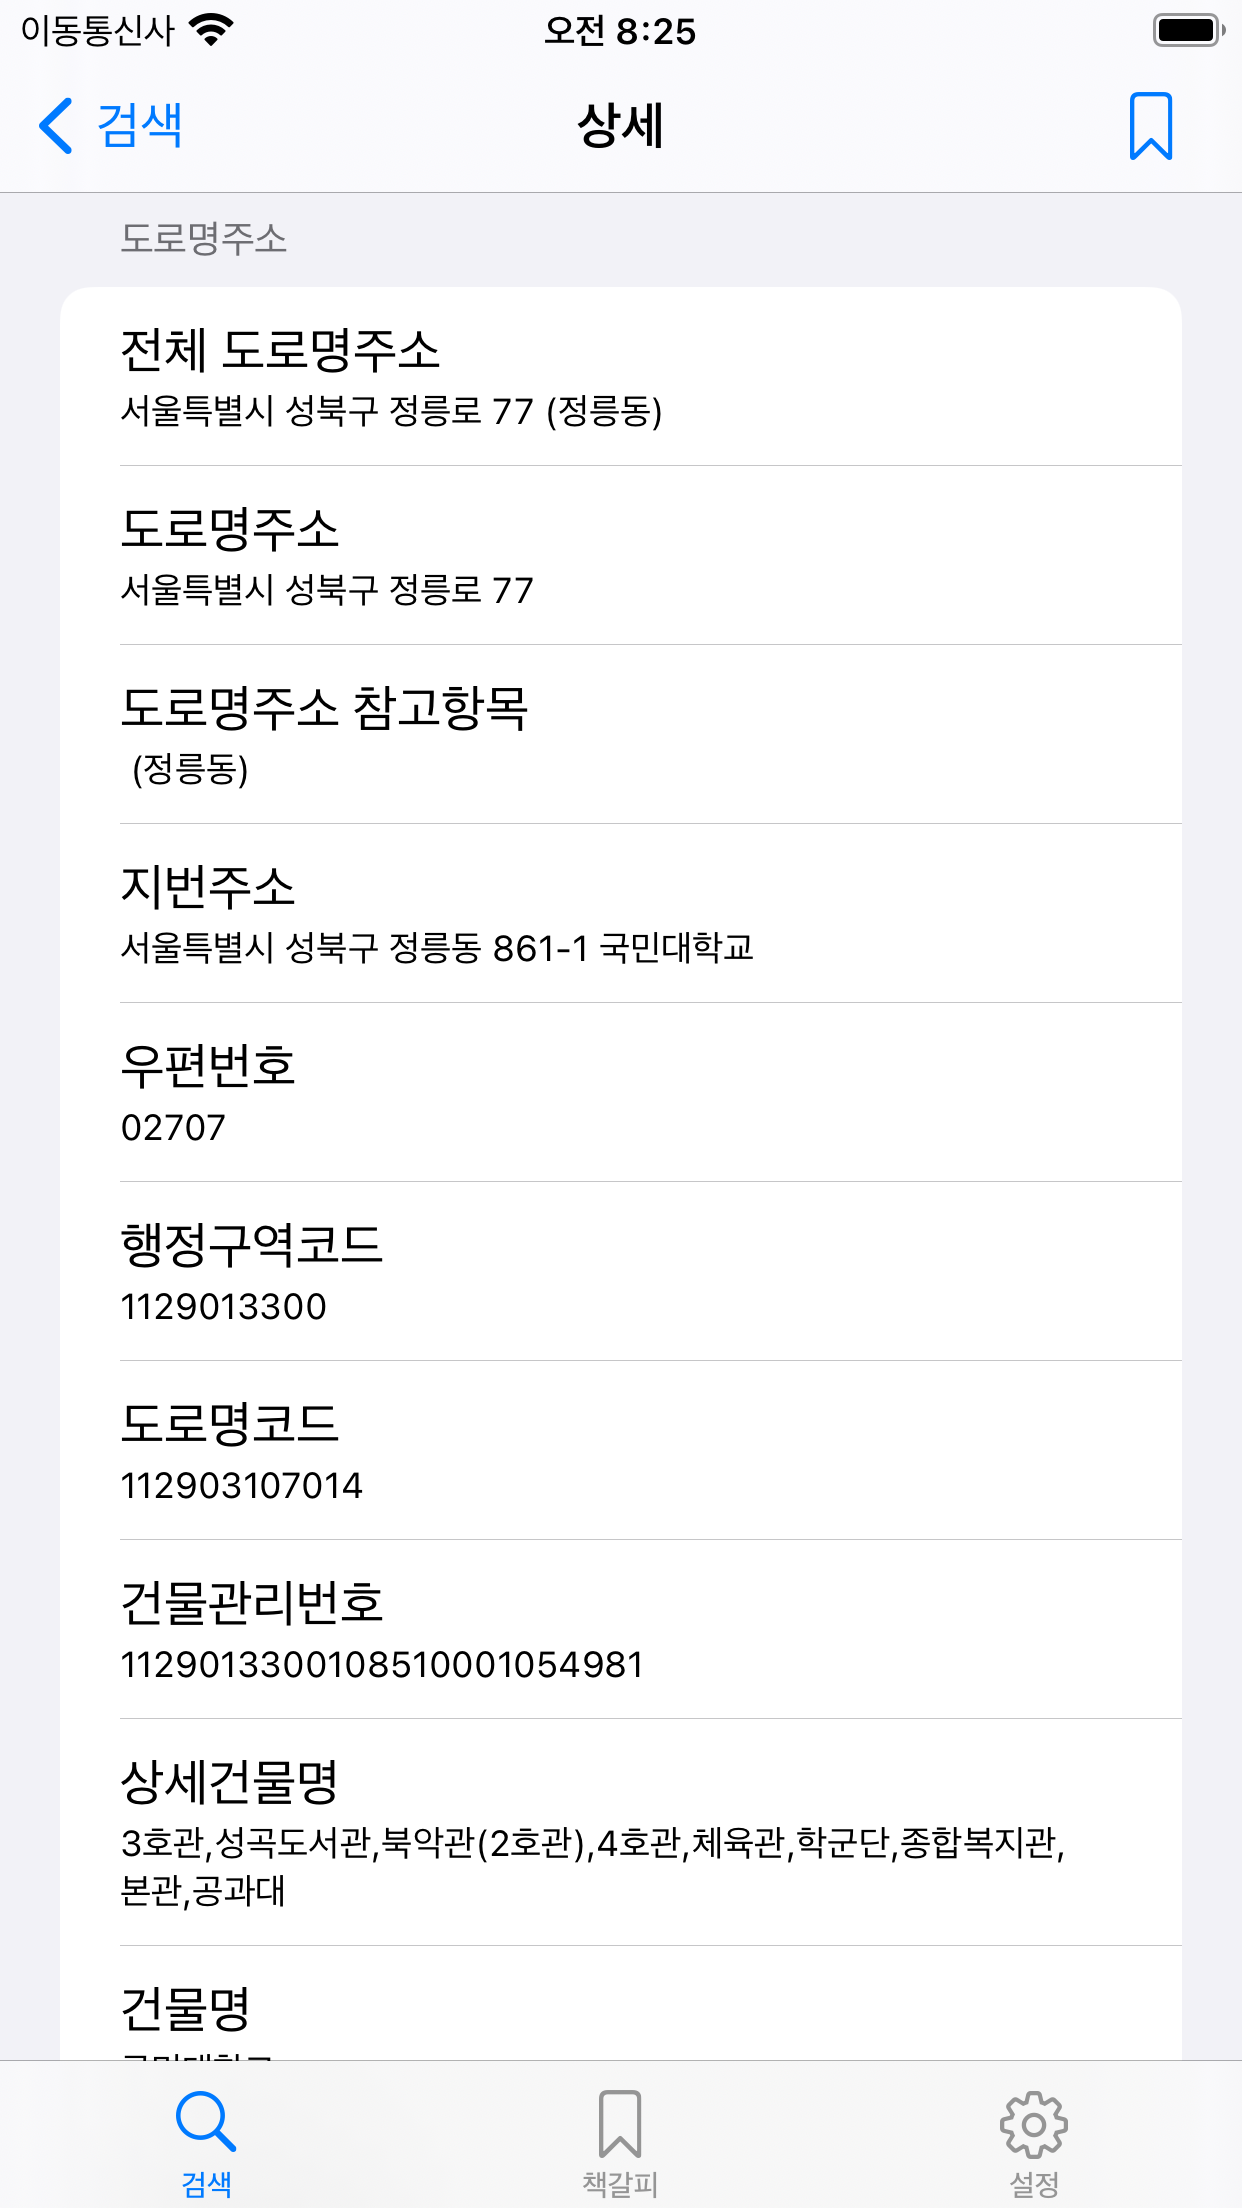 이동통신사 오전 8:25
검색 상세
도로명주소
전체 도로명주소
서울특별시 성북구 정릉로 77 (정릉동)
도로명주소
서울특별시 성북구 정릉로 77
도로명주소 참고항목
(정릉동)
지번주소
서울특별시 성북구 정릉동 861-1 국민대학교
우편번호
02707
행정구역코드
1129013300
도로명코드
112903107014
건물관리번호
1129013300108510001054981
상세건물명
3호관,성곡도서관,북악관(2호관),4호관,체육관,학군단,종합복지관,
본관,공과대
건물명
검색 책갈피 설정